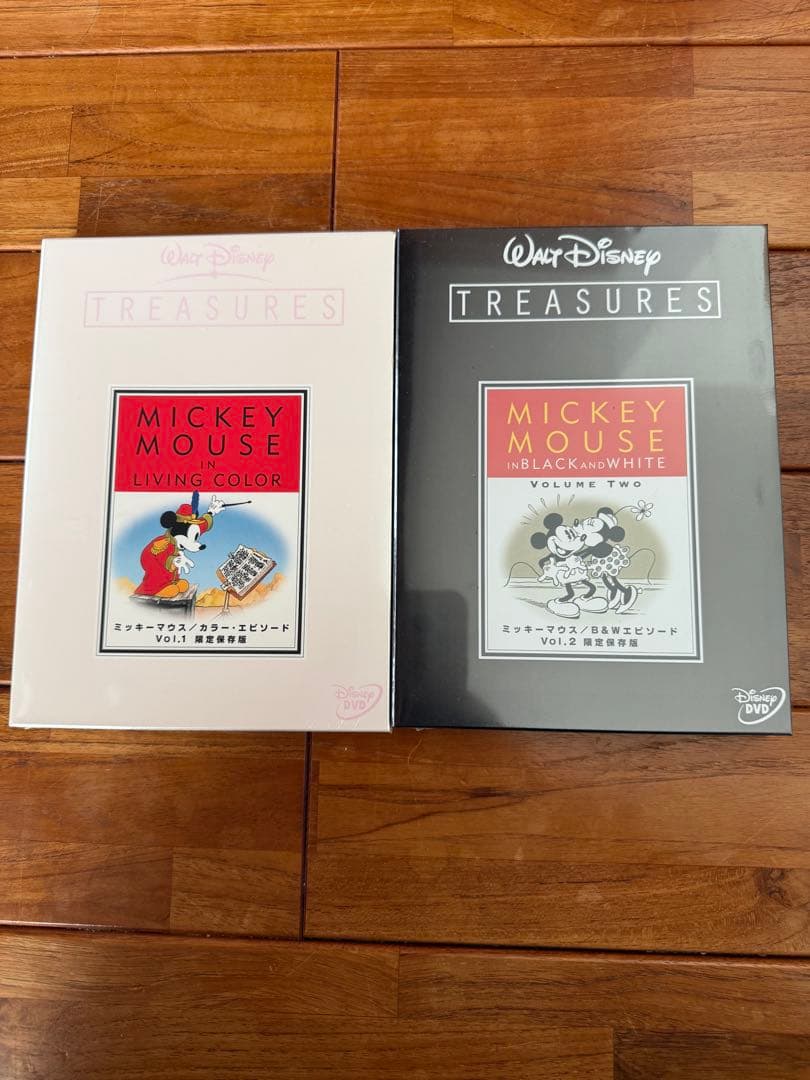 WALT DISNEY
TREASURES
MICKEY
MOUSE
IN
LIVING COLOR
ミッキーマウス/カラー・エピソード
Vol.1 限定保存版
DISNEY
DVD
WALT DISNEY
TREASURES
MICKEY
MOUSE
IN BLACK AND WHITE
VOLUME TWO
ミッキーマウス/B&Wエピソード
Vol.2 限定保存版
DISNEY
DVD